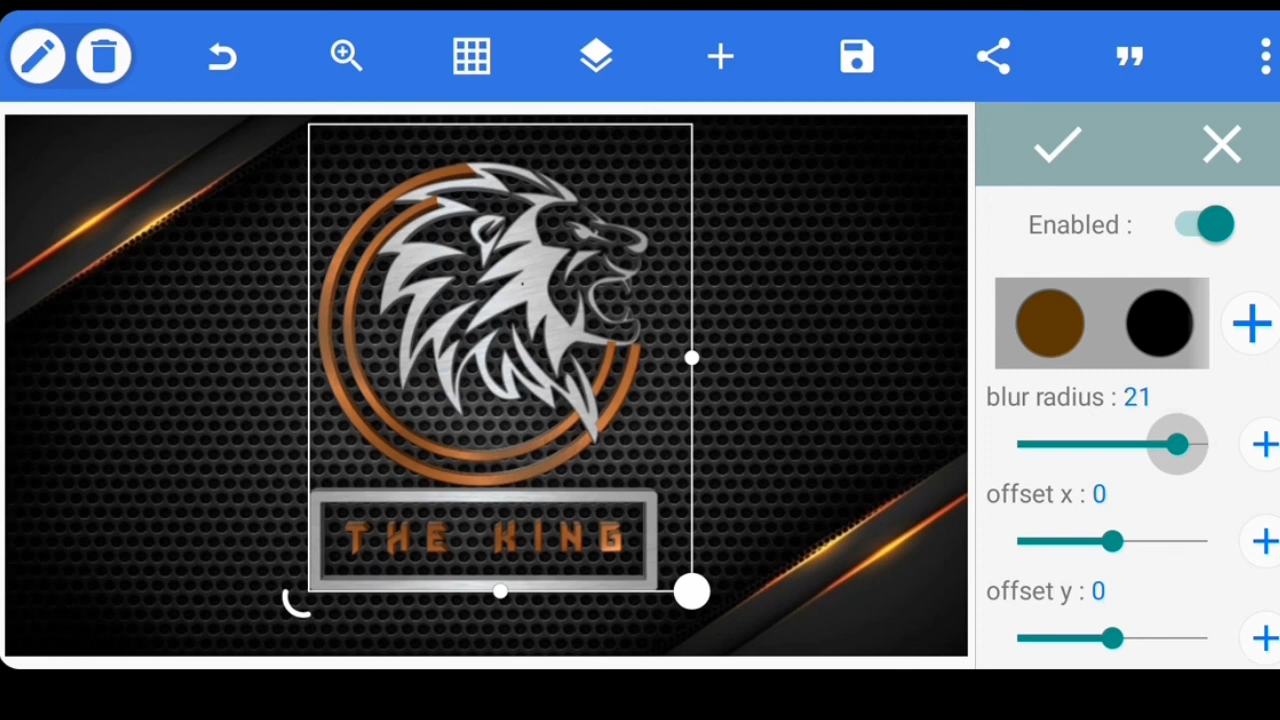 Enabled :
blur radius : 21
offset x : 0
offset y : 0
THE KING